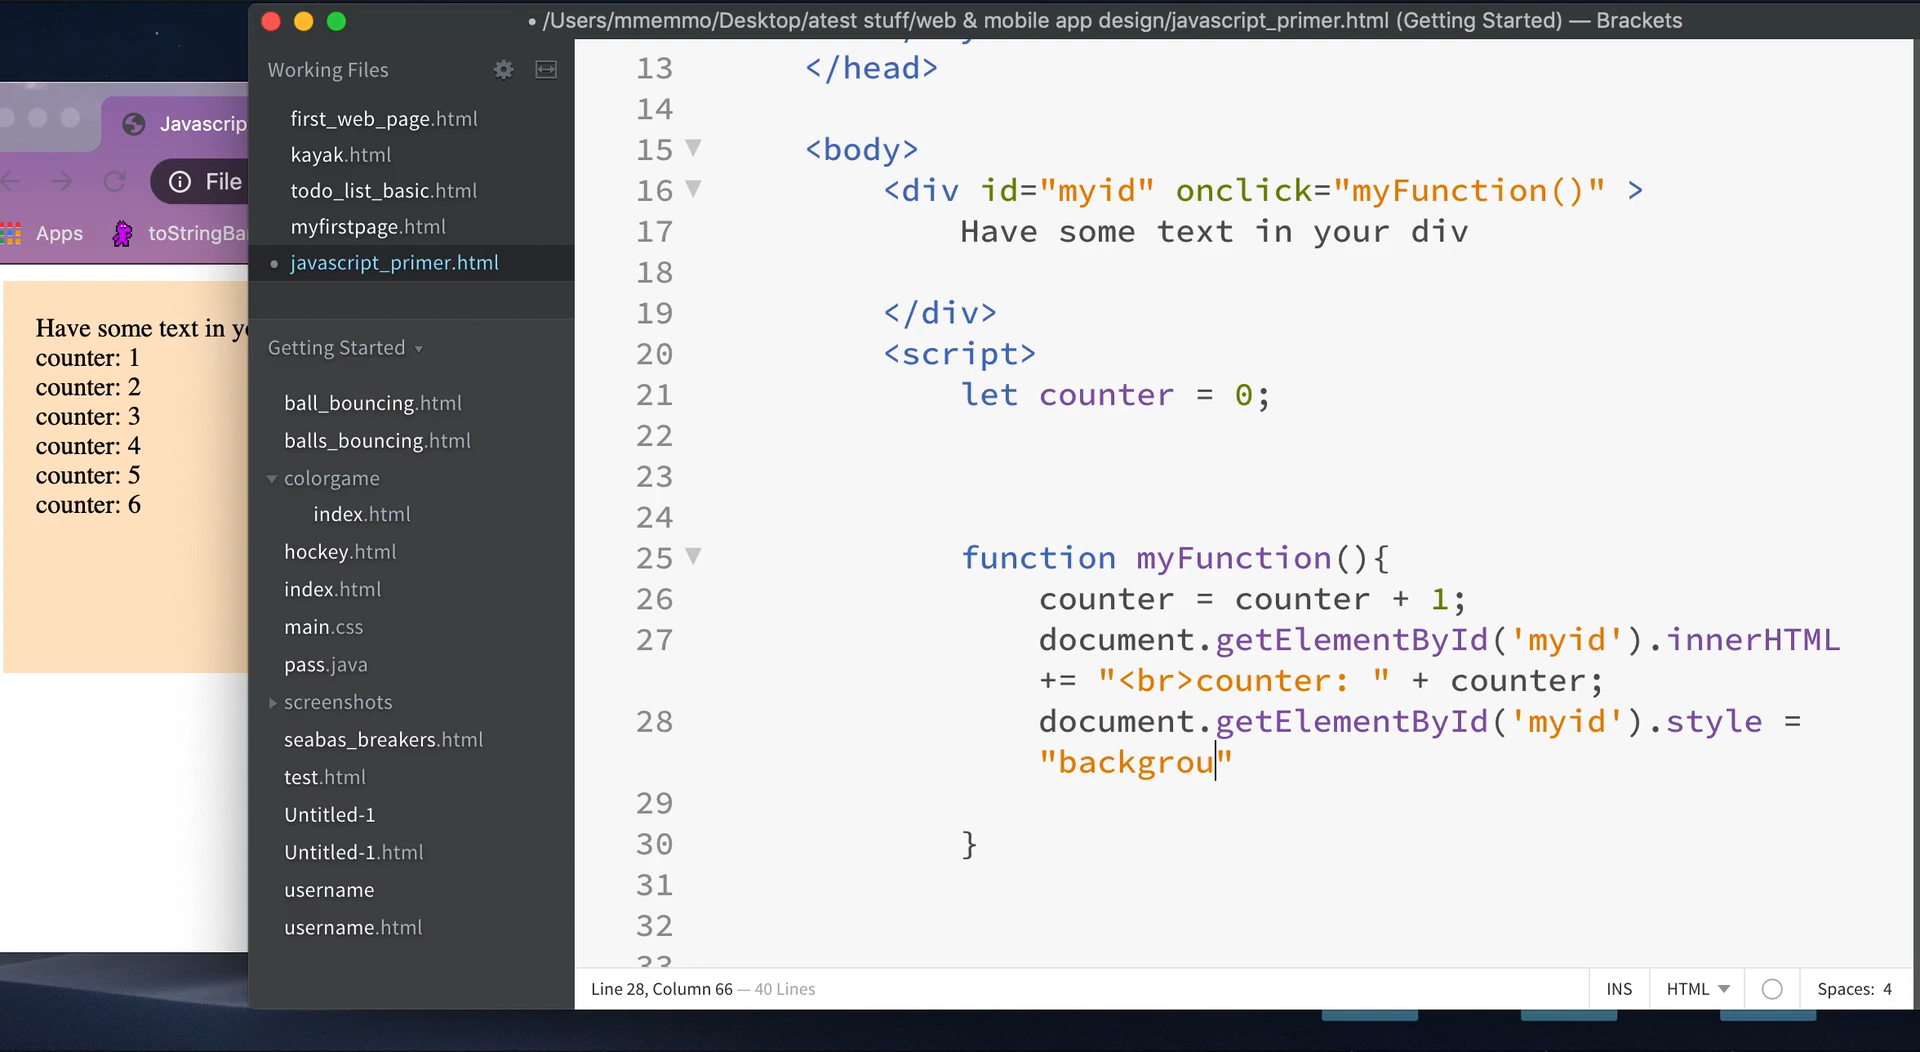 • /Users/mmemmo/Desktop/atest stuff/web & mobile app design/javascript_primer.html (Getting Started) — Brackets
Javascrip
File
Apps
toStringBa
Have some text in yo
counter: 1
counter: 2
counter: 3
counter: 4
counter: 5
counter: 6
Working Files
first_web_page.html
kayak.html
todo_list_basic.html
myfirstpage.html
• javascript_primer.html
Getting Started
ball_bouncing.html
balls_bouncing.html
colorgame
index.html
hockey.html
index.html
main.css
pass.java
screenshots
seabas_breakers.html
test.html
Untitled-1
Untitled-1.html
username
username.html
13 </head>
14
15 <body>
16 <div id="myid" onclick="myFunction()" >
17 Have some text in your div
18
19 </div>
20 <script>
21 let counter = 0;
22
23
24
25 function myFunction(){
26 counter = counter + 1;
27 document.getElementById('myid').innerHTML
+= "<br>counter: " + counter;
28 document.getElementById('myid').style =
"backgrou"
29
30 }
31
32
33
Line 28, Column 66 — 40 Lines
INS
HTML
Spaces: 4